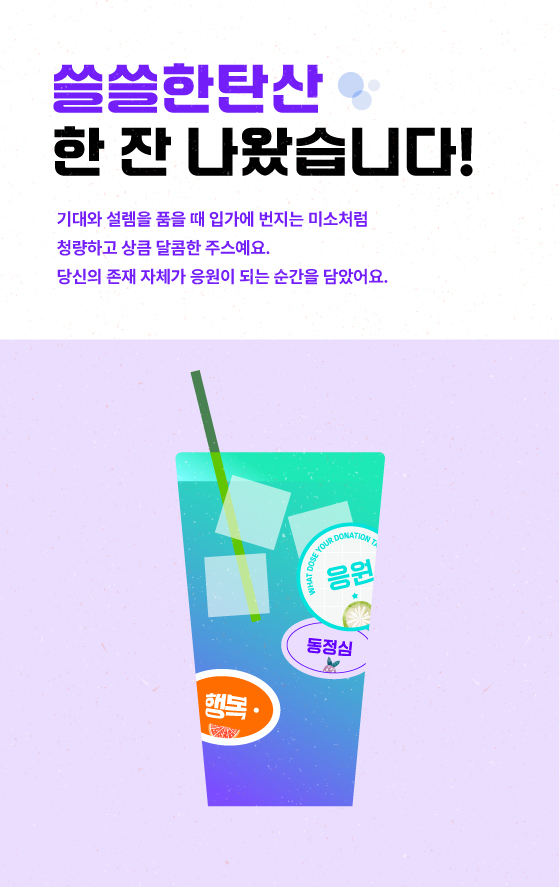 쓸쓸한탄산
한 잔 나왔습니다!
기대와 설렘을 품을 때 입가에 번지는 미소처럼
청량하고 상큼 달콤한 주스예요.
당신의 존재 자체가 응원이 되는 순간을 담았어요.
WHAT DOSE YOUR DONATION
응원
동정심
행복